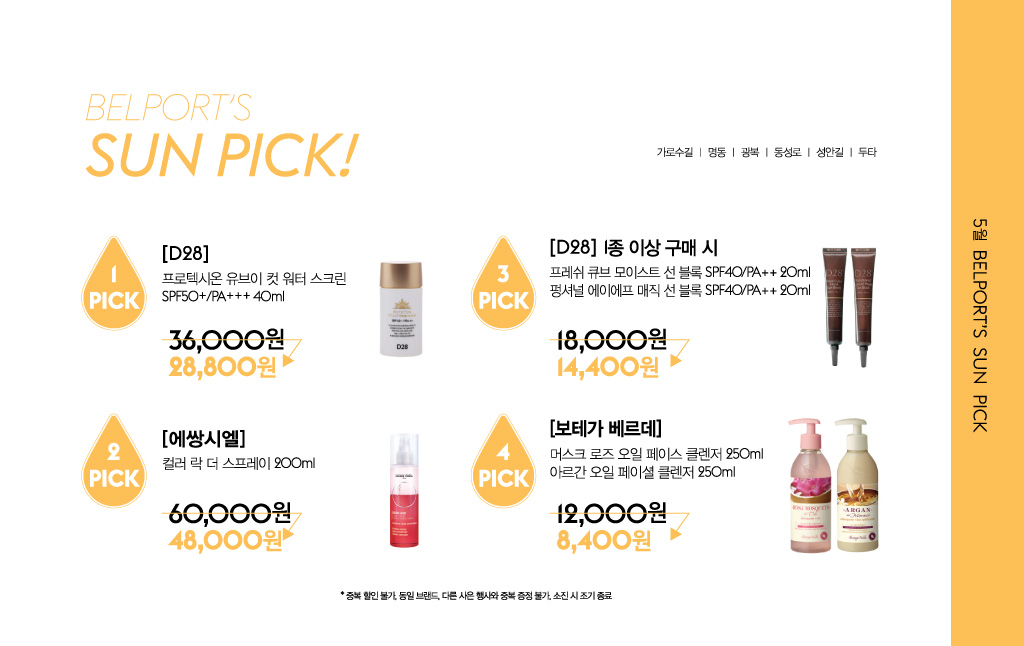 BELPORT'S
SUN PICK!
가로수길 | 명동 | 광복 | 동성로 | 성안길 | 두타
1
PICK
[D28]
프로텍시온 유브이 컷 워터 스크린
SPF50+/PA+++ 40ml
36,000원
28,800원
D28
3
PICK
[D28] 1종 이상 구매 시
프레쉬 큐브 모이스트 선 블록 SPF40/PA++ 20ml
펑셔널 에이에프 매직 선 블록 SPF40/PA++ 20ml
18,000원
14,400원
D28
D28
2
PICK
[에쌍시엘]
컬러 락 더 스프레이 200ml
60,000원
48,000원
4
PICK
[보테가 베르데]
머스크 로즈 오일 페이스 클렌저 250ml
아르간 오일 페이셜 클렌저 250ml
12,000원
8,400원
ROSA MOSQUETA
ARGAN
* 중복 할인 불가, 동일 브랜드, 다른 사은 행사와 중복 증정 불가, 소진 시 조기 종료
5월 BELPORT'S SUN PICK